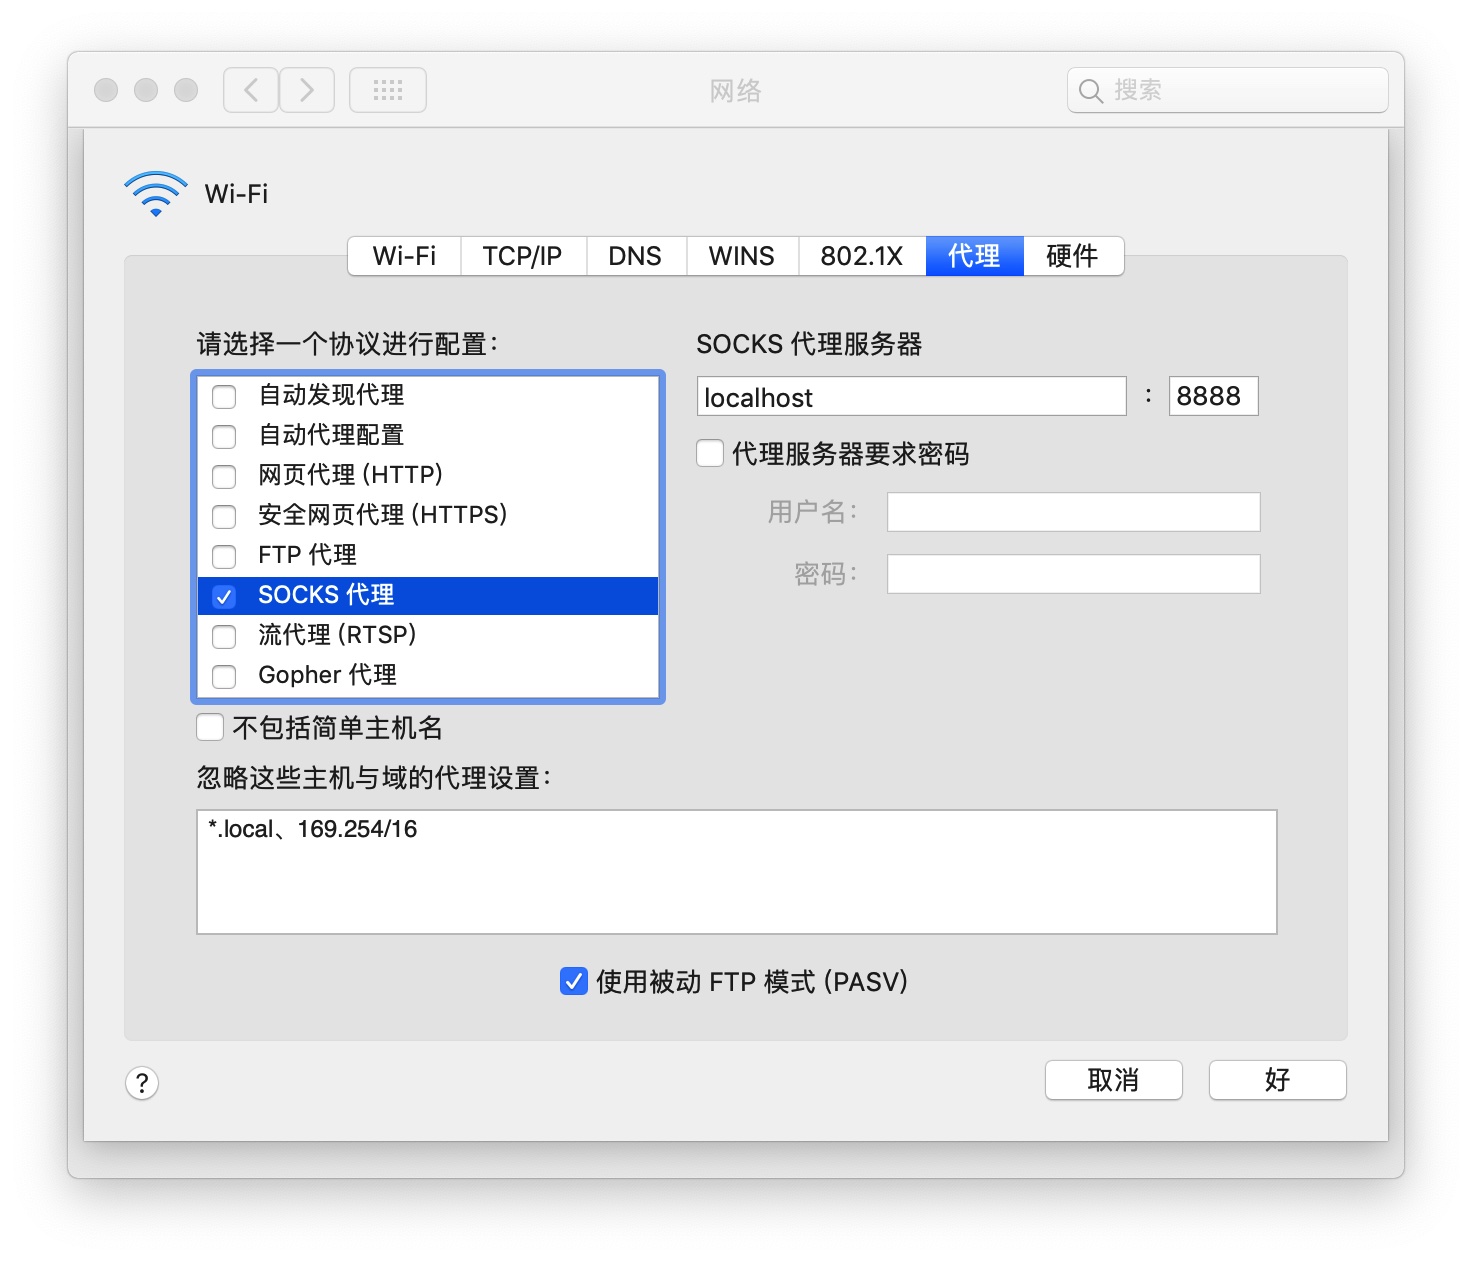 网络
搜索
Wi-Fi
Wi-Fi TCP/IP DNS WINS 802.1X 代理 硬件
请选择一个协议进行配置：
自动发现代理
自动代理配置
网页代理 (HTTP)
安全网页代理 (HTTPS)
FTP 代理
SOCKS 代理
流代理 (RTSP)
Gopher 代理
不包括简单主机名
SOCKS 代理服务器
localhost : 8888
代理服务器要求密码
用户名：
密码：
忽略这些主机与域的代理设置：
*.local、169.254/16
使用被动 FTP 模式 (PASV)
?
取消
好